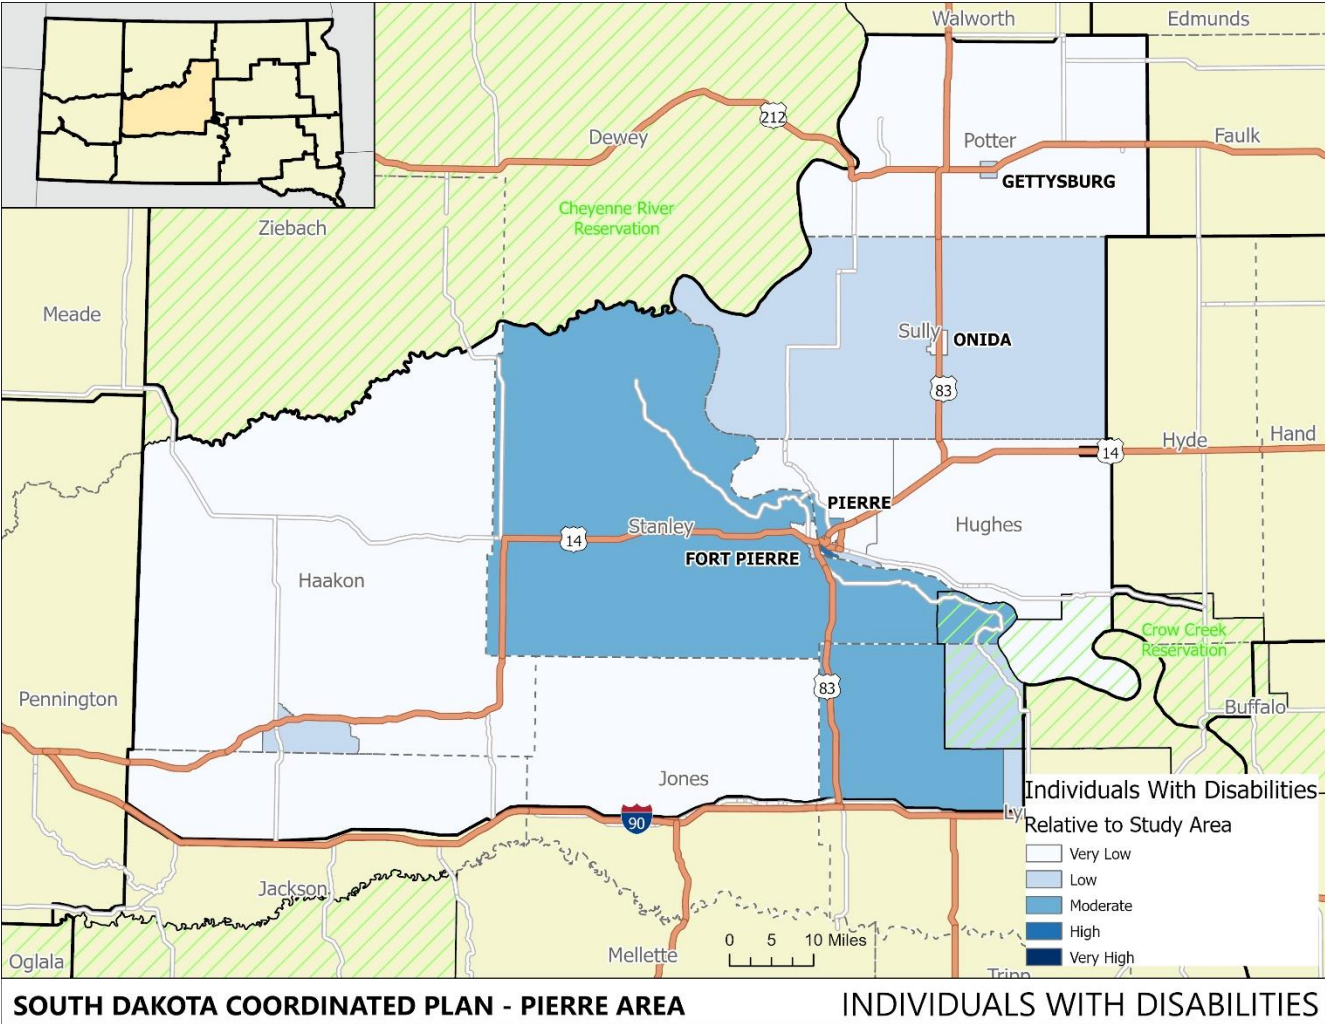 Walworth
Edmunds
212
Dewey
Potter
Faulk
GETTYSBURG
Cheyenne River
Reservation
Ziebach
Meade
Sully
ONIDA
83
14
Hyde
Hand
PIERRE
Stanley
Hughes
14
FORT PIERRE
Haakon
Crow Creek
Reservation
83
Pennington
Buffalo
Jones
90
Individuals With Disabilities
Ly
Relative to Study Area
Very Low
Low
Moderate
High
Very High
Jackson
0 5 10 Miles
Mellette
Oglala
Tripp
SOUTH DAKOTA COORDINATED PLAN - PIERRE AREA
INDIVIDUALS WITH DISABILITIES